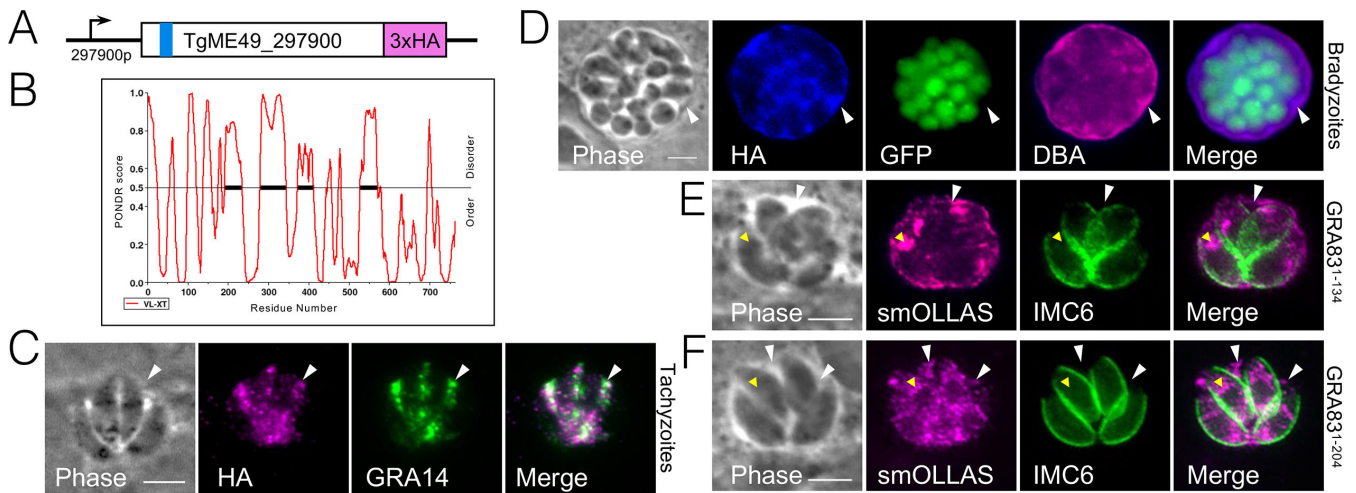 A
297900p
TgME49_297900
3xHA
B
PONDR score
1.0
0.8
0.6
0.5
0.4
0.2
0.0
Disorder
Order
0
100
200
300
400
500
600
700
VL-XT
Residue Number
C
Phase
HA
GRA14
Merge
Tachyzoites
D
Phase
HA
GFP
DBA
Merge
Bradyzoites
E
Phase
smOLLAS
IMC6
Merge
GRA83¹⁻¹³⁴
F
Phase
smOLLAS
IMC6
Merge
GRA83¹⁻²⁰⁴